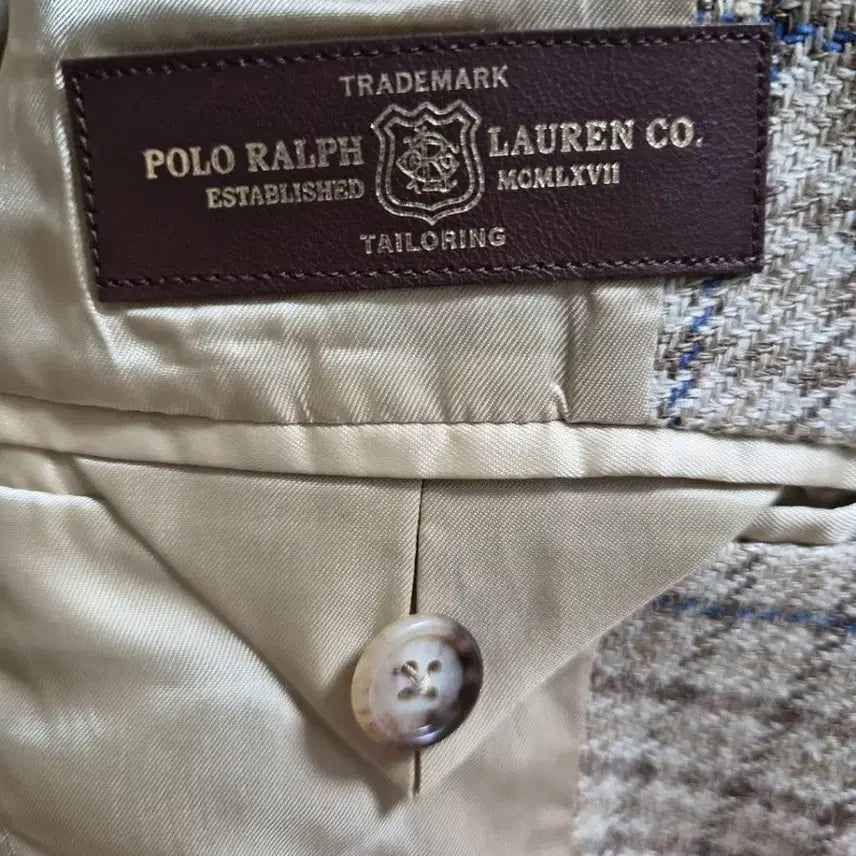 TRADEMARK
POLO RALPH LAUREN CO.
ESTABLISHED MCMLXVII
TAILORING